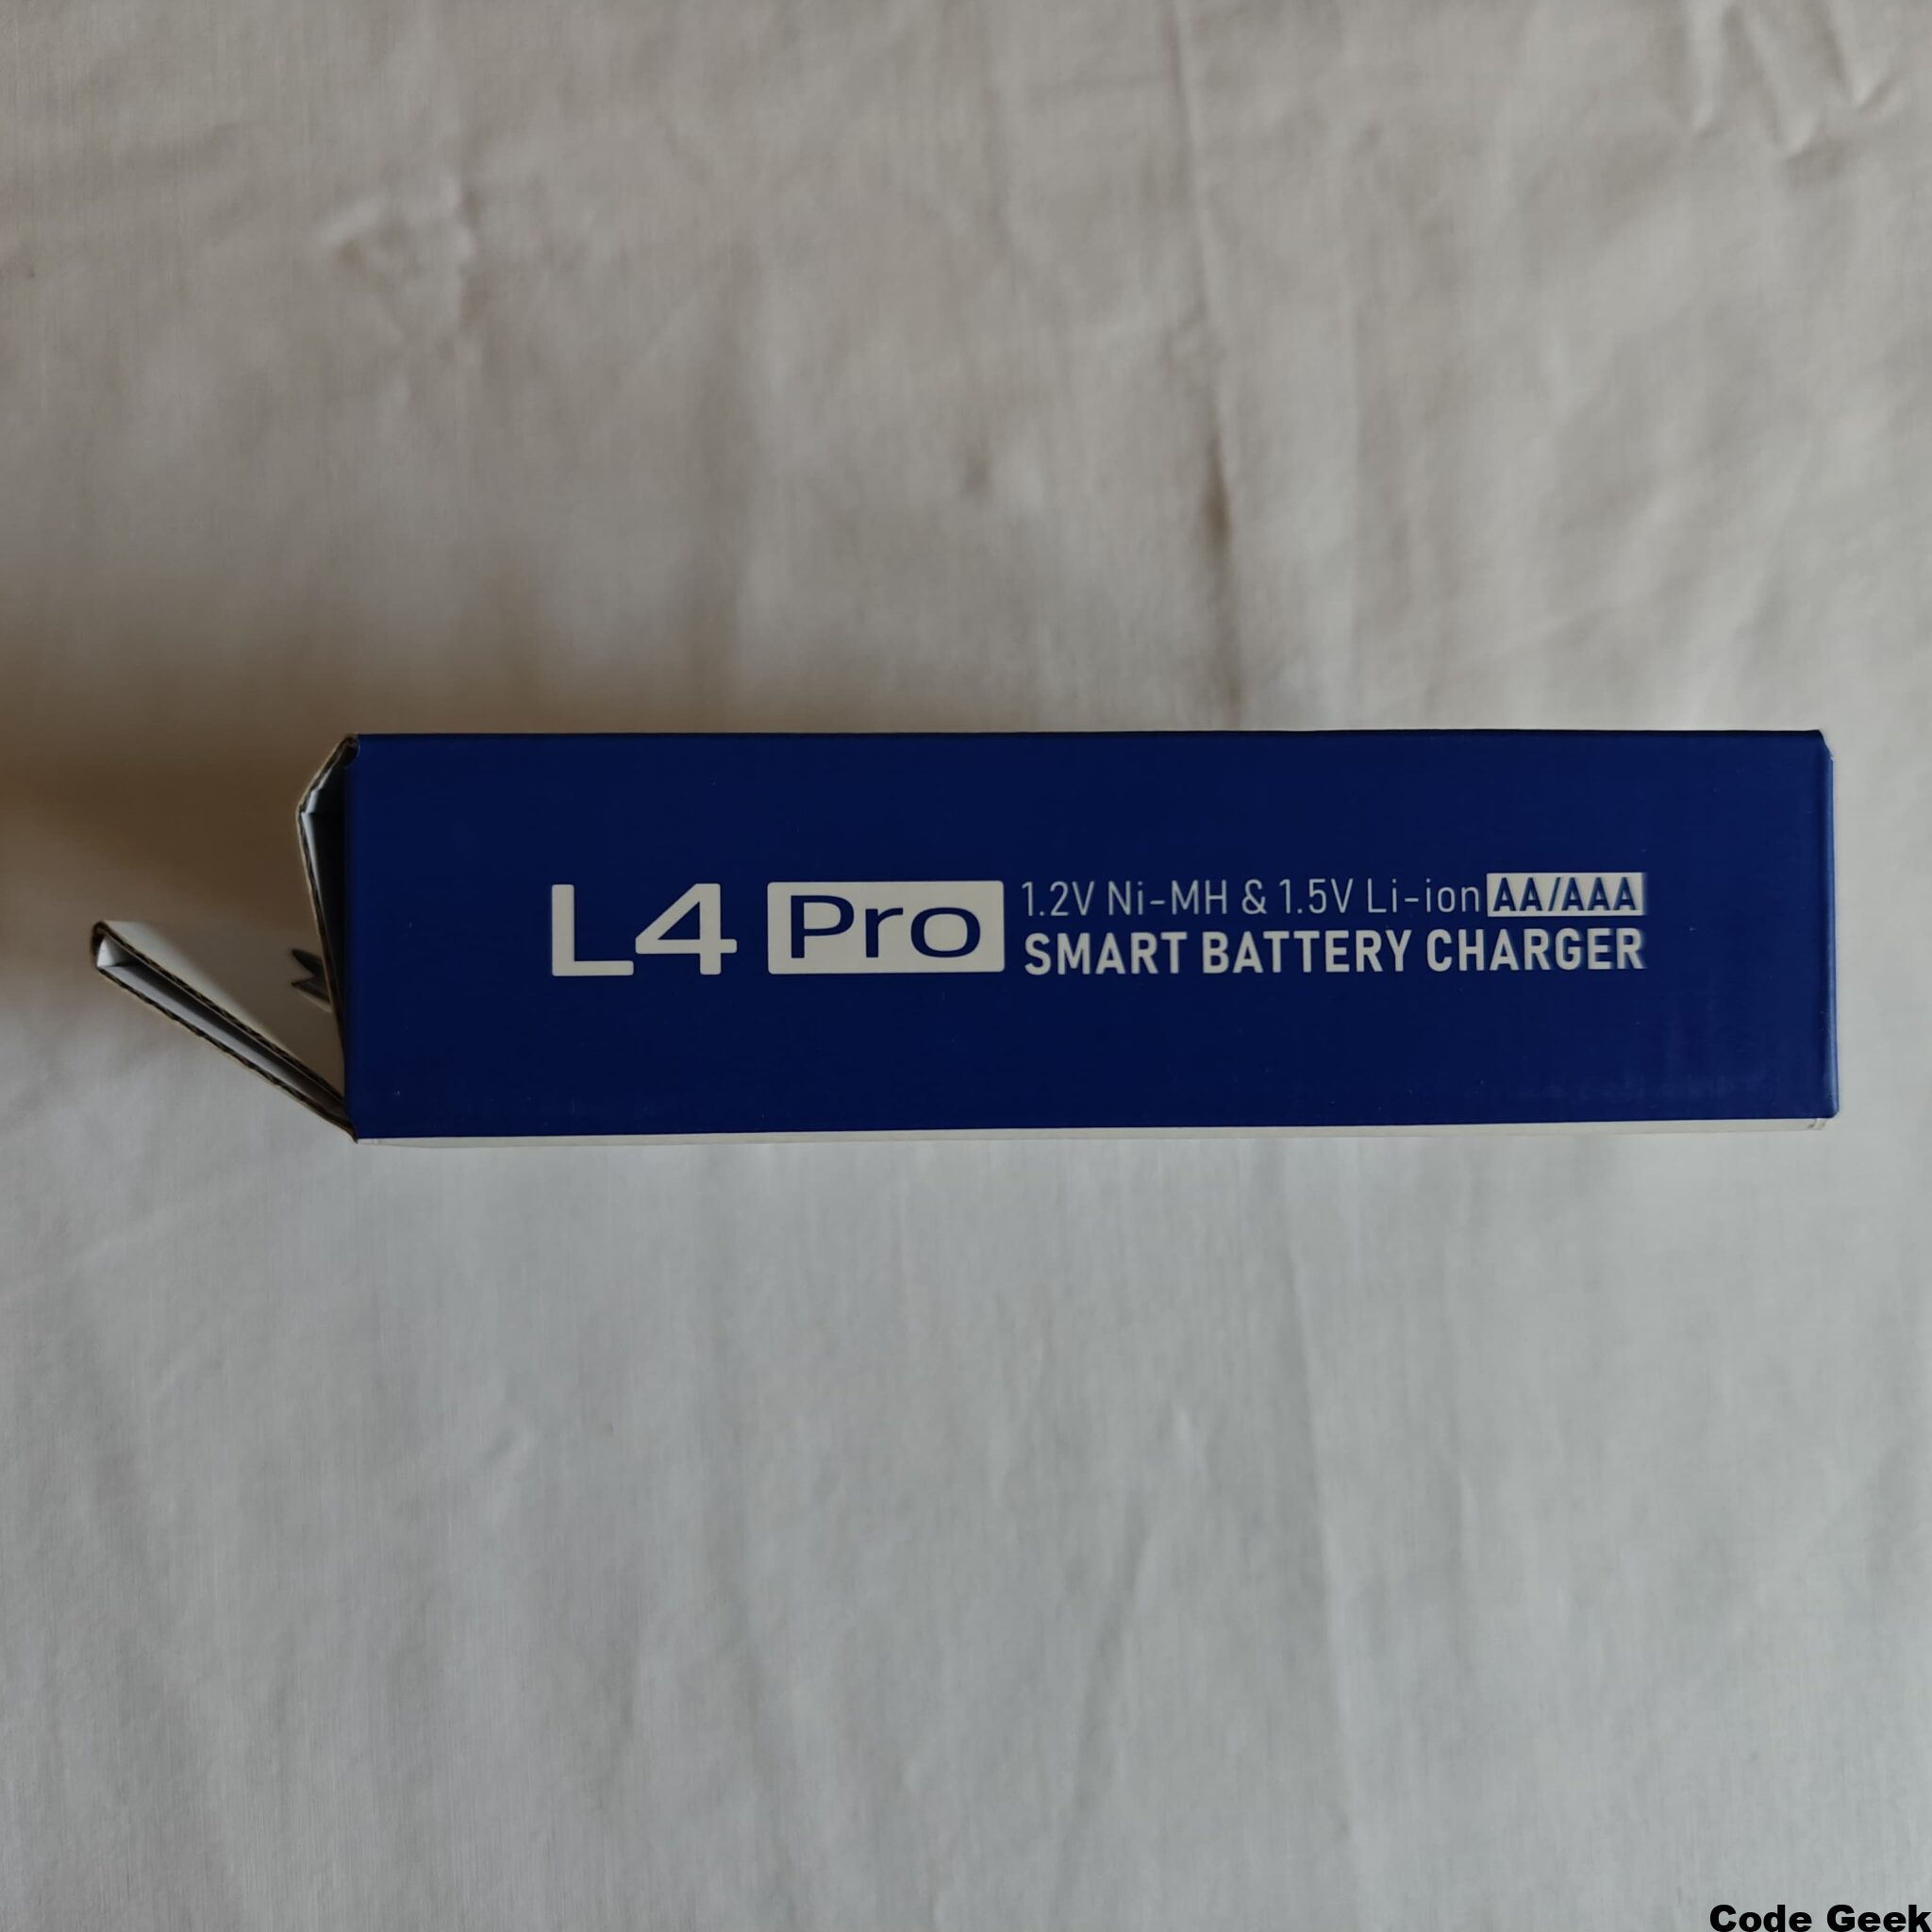 L4 Pro
1.2V Ni-MH & 1.5V Li-ion AA/AAA
SMART BATTERY CHARGER
Code Geek